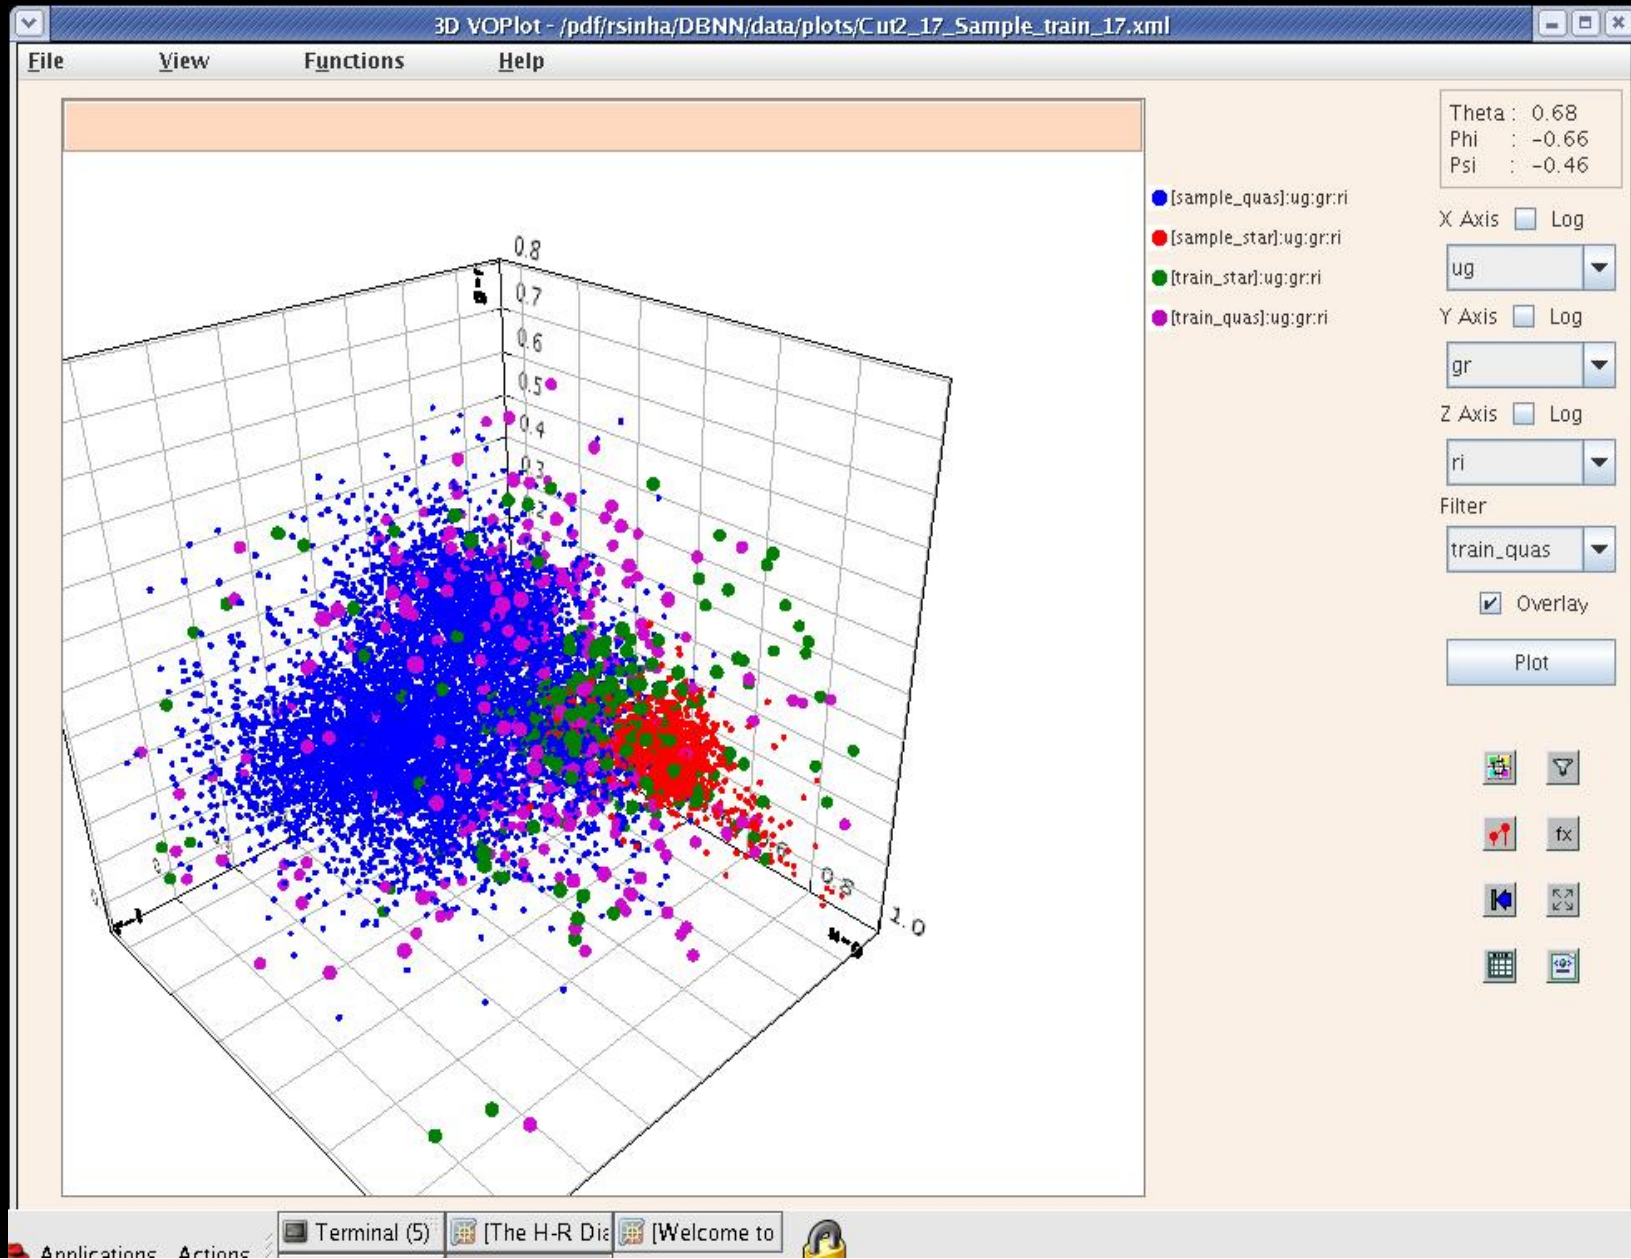 3D VOPlot - /pdf/rsinha/DBNN/data/plots/Cut2_17_Sample_train_17.xml
File View Functions Help
Theta : 0.68
Phi : -0.66
Psi : -0.46
[sample_quas]:ug:gr:ri
[sample_star]:ug:gr:ri
[train_star]:ug:gr:ri
[train_quas]:ug:gr:ri
X Axis Log
ug
Y Axis Log
gr
Z Axis Log
ri
Filter
train_quas
Overlay
Plot
fx
0.8
0.7
0.6
0.5
0.4
0.3
0.8
1.0
Applications Actions
Terminal (5)
[The H-R Dia
[Welcome to